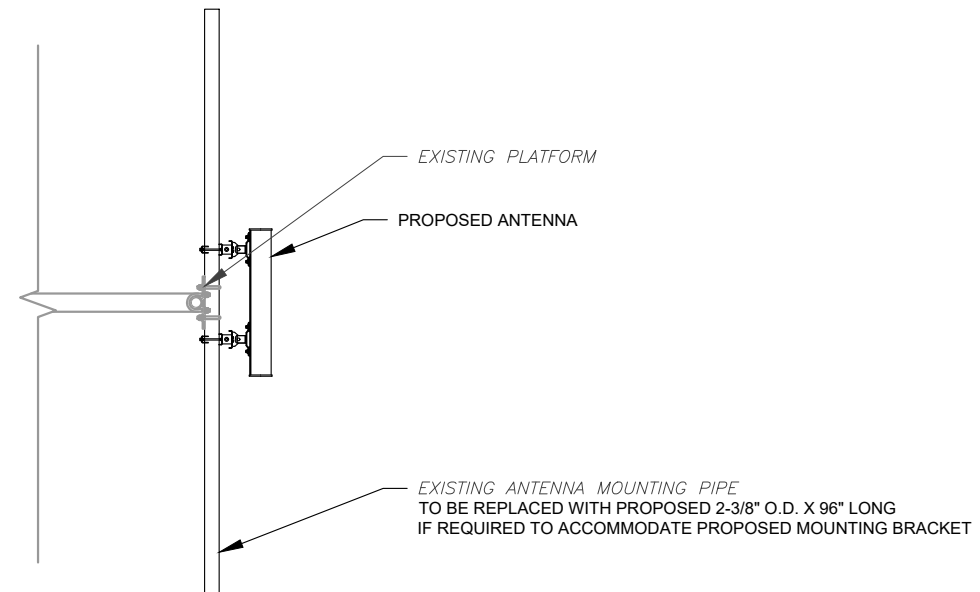 EXISTING PLATFORM
PROPOSED ANTENNA
EXISTING ANTENNA MOUNTING PIPE
TO BE REPLACED WITH PROPOSED 2-3/8" O.D. X 96" LONG
IF REQUIRED TO ACCOMMODATE PROPOSED MOUNTING BRACKET